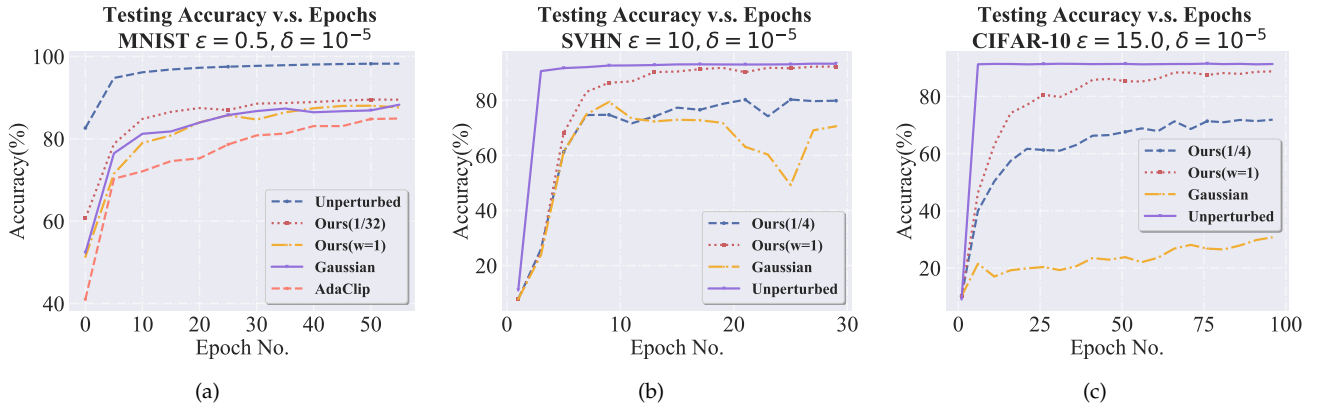 Testing Accuracy v.s. Epochs
MNIST ε = 0.5, δ = 10⁻⁵
100
80
60
40
Accuracy(%)
Unperturbed
Ours(1/32)
Ours(w=1)
Gaussian
AdaClip
0 10 20 30 40 50
Epoch No.
(a)
Testing Accuracy v.s. Epochs
SVHN ε = 10, δ = 10⁻⁵
80
60
40
20
Accuracy(%)
Ours(1/4)
Ours(w=1)
Gaussian
Unperturbed
0 10 20 30
Epoch No.
(b)
Testing Accuracy v.s. Epochs
CIFAR-10 ε = 15.0, δ = 10⁻⁵
80
60
40
20
Accuracy(%)
Ours(1/4)
Ours(w=1)
Gaussian
Unperturbed
0 25 50 75 100
Epoch No.
(c)